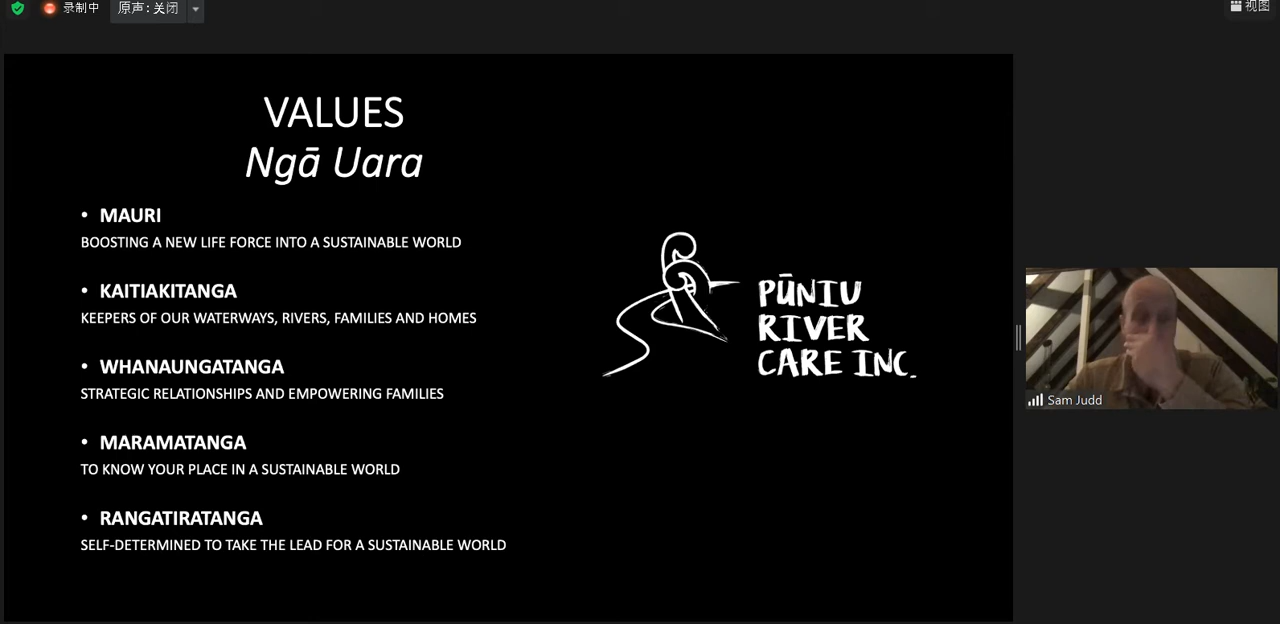 录制中
原声: 关闭
视图
VALUES
Ngā Uara
• MAURI
BOOSTING A NEW LIFE FORCE INTO A SUSTAINABLE WORLD
• KAITIAKITANGA
KEEPERS OF OUR WATERWAYS, RIVERS, FAMILIES AND HOMES
• WHANAUNGATANGA
STRATEGIC RELATIONSHIPS AND EMPOWERING FAMILIES
• MARAMATANGA
TO KNOW YOUR PLACE IN A SUSTAINABLE WORLD
• RANGATIRATANGA
SELF-DETERMINED TO TAKE THE LEAD FOR A SUSTAINABLE WORLD
PŪNIU
RIVER
CARE INC.
Sam Judd